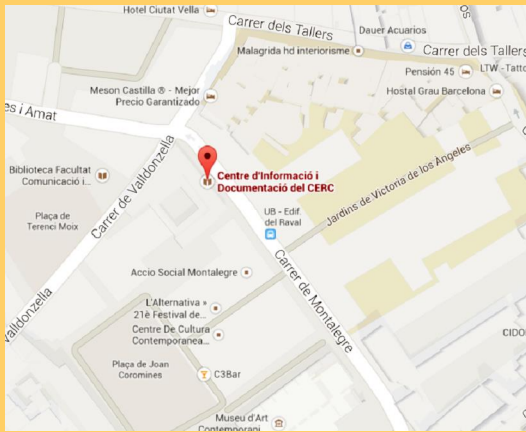 Hotel Ciutat Vella
Carrer dels Tallers
Dauer Acuarios
Malagrida hd interiorisme
Carrer dels Tallers
Pensión 45
LTW - Tatto
Hostal Grau Barcelona
Meson Castilla ® - Mejor
Precio Garantizado
es i Amat
Carrer de Valldonzella
Biblioteca Facultat
Comunicació i...
Centre d'Informació i
Documentació del CERC
Jardins de Victoria de los Angeles
Plaça de
Terenci Moix
UB - Edif.
del Raval
Carrer de Montalegre
Accio Social Montalegre
Valldonzella
L'Alternativa »
21è Festival de...
Centre De Cultura
Contemporanea...
CIDO
Plaça de Joan
Coromines
C3Bar
Museu d'Art
Contemporani